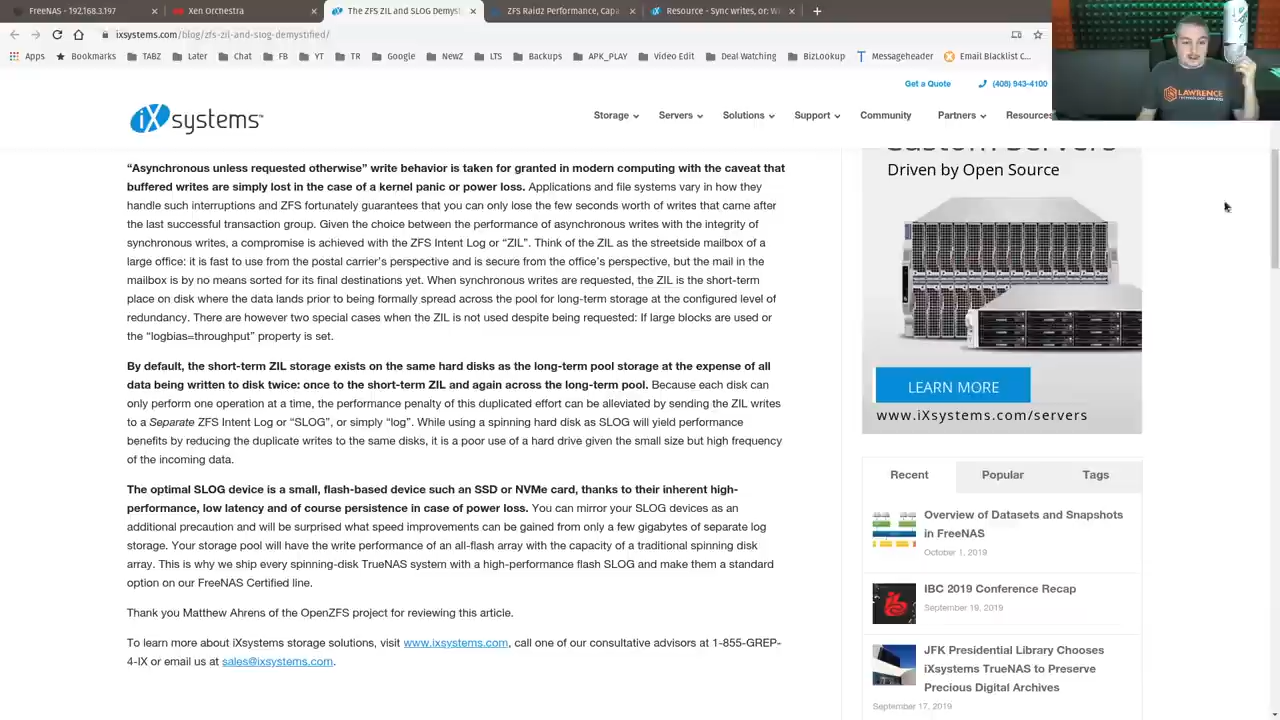 FreeNAS - 192.168.3.197
Xen Orchestra
The ZFS ZIL and SLOG Demyst
ZFS Raidz Performance, Capa
Resource - Sync writes, or: W
ixsystems.com/blog/zfs-zil-and-slog-demystified/
Apps
Bookmarks
TABZ
Later
Chat
FB
YT
TR
Google
NewZ
LTS
Backups
APK_PLAY
Video Edit
Deal Watching
BizLookup
Messageheader
Email Blacklist C
LAWRENCE
TECHNOLOGY SERVICES
Get a Quote
(408) 943-4100
iXsystems
Storage
Servers
Solutions
Support
Community
Partners
Resources
“Asynchronous unless requested otherwise” write behavior is taken for granted in modern computing with the caveat that
buffered writes are simply lost in the case of a kernel panic or power loss. Applications and file systems vary in how they
handle such interruptions and ZFS fortunately guarantees that you can only lose the few seconds worth of writes that came after
the last successful transaction group. Given the choice between the performance of asynchronous writes with the integrity of
synchronous writes, a compromise is achieved with the ZFS Intent Log or “ZIL”. Think of the ZIL as the streetside mailbox of a
large office: it is fast to use from the postal carrier’s perspective and is secure from the office’s perspective, but the mail in the
mailbox is by no means sorted for its final destinations yet. When synchronous writes are requested, the ZIL is the short-term
place on disk where the data lands prior to being formally spread across the pool for long-term storage at the configured level of
redundancy. There are however two special cases when the ZIL is not used despite being requested: If large blocks are used or
the “logbias=throughput” property is set.
By default, the short-term ZIL storage exists on the same hard disks as the long-term pool storage at the expense of all
data being written to disk twice: once to the short-term ZIL and again across the long-term pool. Because each disk can
only perform one operation at a time, the performance penalty of this duplicated effort can be alleviated by sending the ZIL writes
to a Separate ZFS Intent Log or “SLOG”, or simply “log”. While using a spinning hard disk as SLOG will yield performance
benefits by reducing the duplicate writes to the same disks, it is a poor use of a hard drive given the small size but high frequency
of the incoming data.
The optimal SLOG device is a small, flash-based device such an SSD or NVMe card, thanks to their inherent high-
performance, low latency and of course persistence in case of power loss. You can mirror your SLOG devices as an
additional precaution and will be surprised what speed improvements can be gained from only a few gigabytes of separate log
storage. Your storage pool will have the write performance of an all-flash array with the capacity of a traditional spinning disk
array. This is why we ship every spinning-disk TrueNAS system with a high-performance flash SLOG and make them a standard
option on our FreeNAS Certified line.
Thank you Matthew Ahrens of the OpenZFS project for reviewing this article.
To learn more about iXsystems storage solutions, visit www.ixsystems.com, call one of our consultative advisors at 1-855-GREP-
4-IX or email us at sales@ixsystems.com.
Custom Servers
Driven by Open Source
LEARN MORE
www.iXsystems.com/servers
Recent
Popular
Tags
Overview of Datasets and Snapshots
in FreeNAS
October 1, 2019
IBC 2019 Conference Recap
September 19, 2019
JFK Presidential Library Chooses
iXsystems TrueNAS to Preserve
Precious Digital Archives
September 17, 2019